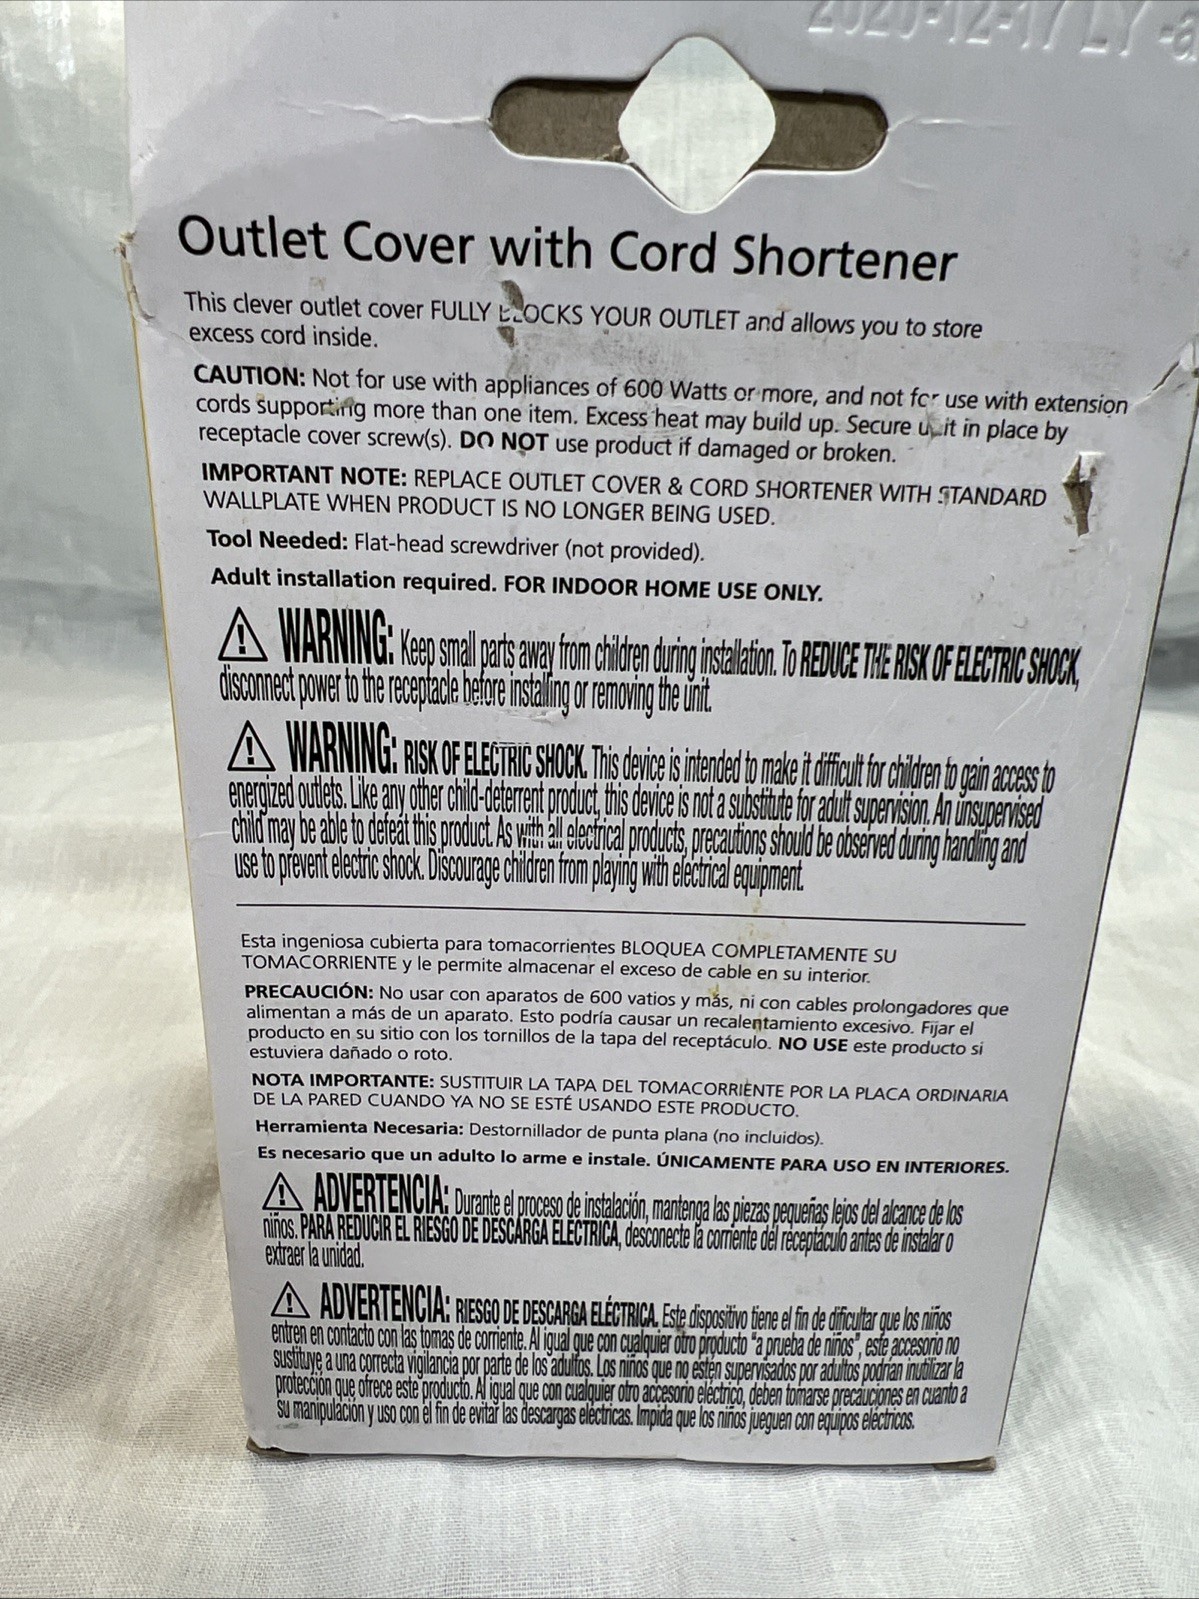 2020-12-17 LY-a
Outlet Cover with Cord Shortener
This clever outlet cover FULLY BLOCKS YOUR OUTLET and allows you to store
excess cord inside.
CAUTION: Not for use with appliances of 600 Watts or more, and not for use with extension
cords supporting more than one item. Excess heat may build up. Secure unit in place by
receptacle cover screw(s). DO NOT use product if damaged or broken.
IMPORTANT NOTE: REPLACE OUTLET COVER & CORD SHORTENER WITH STANDARD
WALLPLATE WHEN PRODUCT IS NO LONGER BEING USED.
Tool Needed: Flat-head screwdriver (not provided).
Adult installation required. FOR INDOOR HOME USE ONLY.
WARNING: Keep small parts away from children during installation. To REDUCE THE RISK OF ELECTRIC SHOCK,
disconnect power to the receptacle before installing or removing the unit.
WARNING: RISK OF ELECTRIC SHOCK. This device is intended to make it difficult for children to gain access to
energized outlets. Like any other child-deterrent product, this device is not a substitute for adult supervision. An unsupervised
child may be able to defeat this product. As with all electrical products, precautions should be observed during handling and
use to prevent electric shock. Discourage children from playing with electrical equipment.
Esta ingeniosa cubierta para tomacorrientes BLOQUEA COMPLETAMENTE SU
TOMACORRIENTE y le permite almacenar el exceso de cable en su interior.
PRECAUCIÓN: No usar con aparatos de 600 vatios y más, ni con cables prolongadores que
alimentan a más de un aparato. Esto podría causar un recalentamiento excesivo. Fijar el
producto en su sitio con los tornillos de la tapa del receptáculo. NO USE este producto si
estuviera dañado o roto.
NOTA IMPORTANTE: SUSTITUIR LA TAPA DEL TOMACORRIENTE POR LA PLACA ORDINARIA
DE LA PARED CUANDO YA NO SE ESTÉ USANDO ESTE PRODUCTO.
Herramienta Necesaria: Destornillador de punta plana (no incluidos).
Es necesario que un adulto lo arme e instale. ÚNICAMENTE PARA USO EN INTERIORES.
ADVERTENCIA: Durante el proceso de instalación, mantenga las piezas pequeñas lejos del alcance de los
niños. PARA REDUCIR EL RIESGO DE DESCARGA ELÉCTRICA, desconecte la corriente del receptáculo antes de instalar o
extraer la unidad.
ADVERTENCIA: RIESGO DE DESCARGA ELÉCTRICA. Este dispositivo tiene el fin de dificultar que los niños
entren en contacto con las tomas de corriente. Al igual que con cualquier otro producto "a prueba de niños", este accesorio no
sustituye a una correcta vigilancia por parte de los adultos. Los niños que no estén supervisados por adultos podrían inutilizar la
protección que ofrece este producto. Al igual que con cualquier otro accesorio eléctrico, deben tomarse precauciones en cuanto a
su manipulación y uso con el fin de evitar las descargas eléctricas. Impida que los niños jueguen con equipos eléctricos.